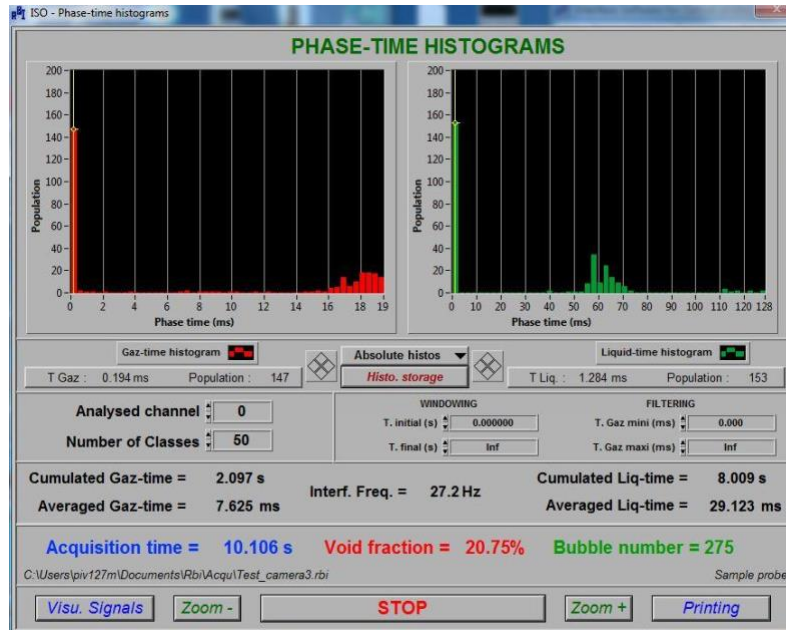 RBI ISO - Phase-time histograms
PHASE-TIME HISTOGRAMS
200
180
160
140
120
100
80
60
40
20
0
Population
0 2 4 6 8 10 12 14 16 18 19
Phase time (ms)
200
180
160
140
120
100
80
60
40
20
0
Population
0 10 20 30 40 50 60 70 80 90 100 110 120 128
Phase time (ms)
Gaz-time histogram
Absolute histos
Liquid-time histogram
T Gaz : 0.194 ms Population : 147
Histo. storage
T Liq. : 1.284 ms Population : 153
Analysed channel 0
Number of Classes 50
WINDOWING
T. initial (s) 0.000000
T. final (s) Inf
FILTERING
T. Gaz mini (ms) 0.000
T. Gaz maxi (ms) Inf
Cumulated Gaz-time = 2.097 s
Averaged Gaz-time = 7.625 ms
Interf. Freq. = 27.2 Hz
Cumulated Liq-time = 8.009 s
Averaged Liq-time = 29.123 ms
Acquisition time = 10.106 s Void fraction = 20.75% Bubble number = 275
C:\Users\piv127m\Documents\Rbi\Acqu\Test_camera3.rbi
Sample probe
Visu. Signals Zoom - STOP Zoom + Printing